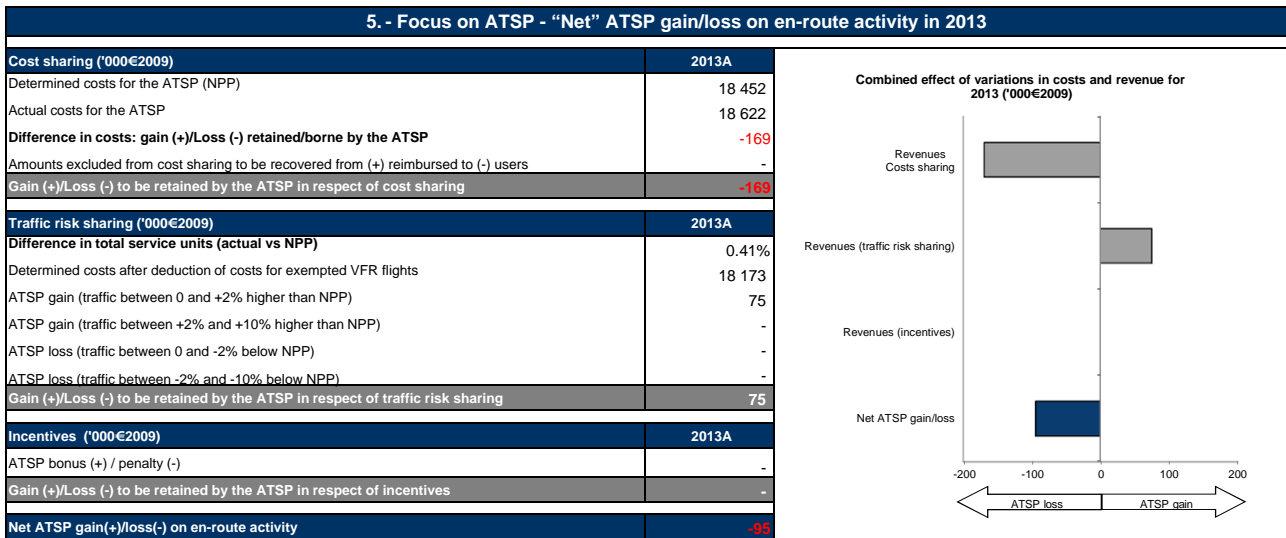 5. - Focus on ATSP - “Net” ATSP gain/loss on en-route activity in 2013
Cost sharing ('000€2009) 2013A
Determined costs for the ATSP (NPP) 18 452
Actual costs for the ATSP 18 622
Difference in costs: gain (+)/Loss (-) retained/borne by the ATSP -169
Amounts excluded from cost sharing to be recovered from (+) reimbursed to (-) users -
Gain (+)/Loss (-) to be retained by the ATSP in respect of cost sharing -169
Traffic risk sharing ('000€2009) 2013A
Difference in total service units (actual vs NPP) 0.41%
Determined costs after deduction of costs for exempted VFR flights 18 173
ATSP gain (traffic between 0 and +2% higher than NPP) 75
ATSP gain (traffic between +2% and +10% higher than NPP) -
ATSP loss (traffic between 0 and -2% below NPP) -
ATSP loss (traffic between -2% and -10% below NPP) -
Gain (+)/Loss (-) to be retained by the ATSP in respect of traffic risk sharing 75
Incentives ('000€2009) 2013A
ATSP bonus (+) / penalty (-) -
Gain (+)/Loss (-) to be retained by the ATSP in respect of incentives -
Net ATSP gain(+)/loss(-) on en-route activity -95
Combined effect of variations in costs and revenue for
2013 ('000€2009)
Revenues
Costs sharing
Revenues (traffic risk sharing)
Revenues (incentives)
Net ATSP gain/loss
-200 -100 0 100 200
ATSP loss ATSP gain